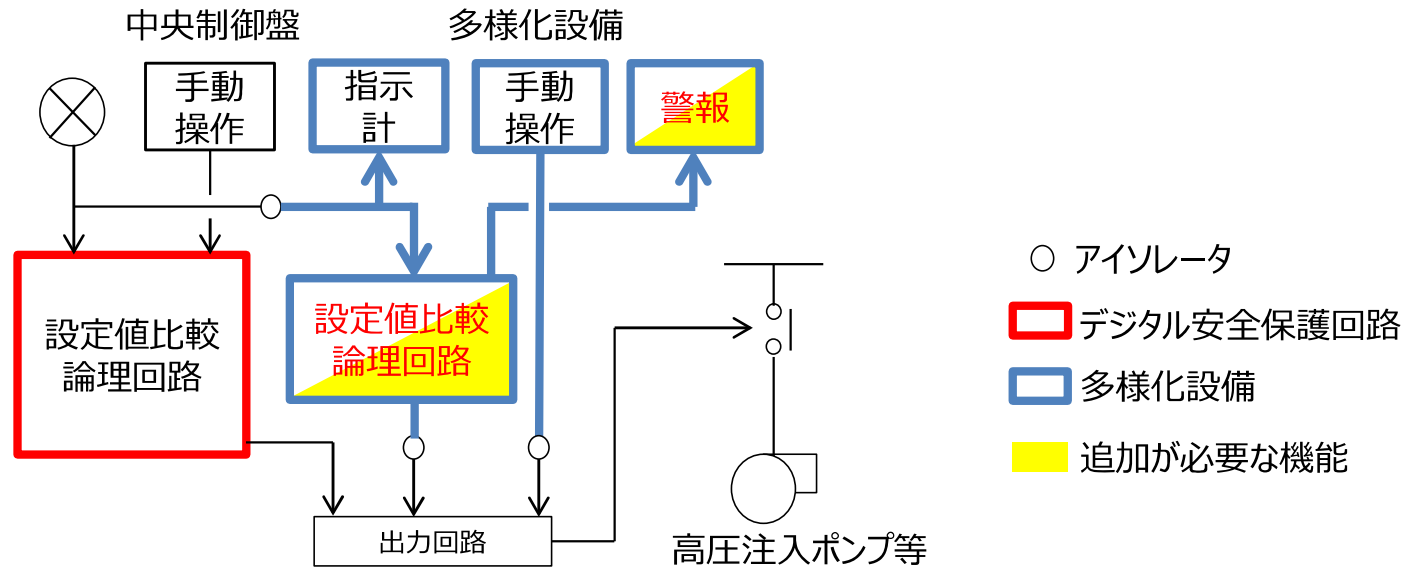 中央制御盤
多様化設備
手動
操作
指示
計
手動
操作
警報
設定値比較
論理回路
設定値比較
論理回路
出力回路
高圧注入ポンプ等
アイソレータ
デジタル安全保護回路
多様化設備
追加が必要な機能